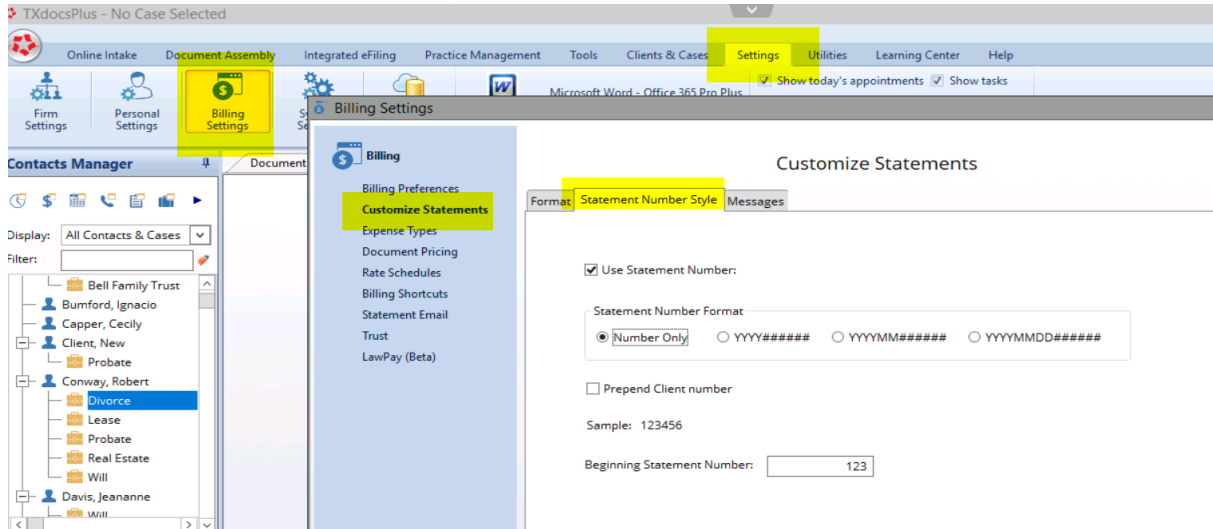 TXdocsPlus - No Case Selected
Online Intake Document Assembly Integrated eFiling Practice Management Tools Clients & Cases Settings Utilities Learning Center Help
Firm Settings
Personal Settings
Billing Settings
W
Microsoft Word - Office 365 Pro Plus
Show today's appointments Show tasks
Billing Settings
Contacts Manager
Document
Display: All Contacts & Cases
Filter:
Bell Family Trust
Bumford, Ignacio
Capper, Cecily
Client, New
Probate
Conway, Robert
Divorce
Lease
Probate
Real Estate
Will
Davis, Jeananne
Will
Billing
Billing Preferences
Customize Statements
Expense Types
Document Pricing
Rate Schedules
Billing Shortcuts
Statement Email
Trust
LawPay (Beta)
Customize Statements
Format Statement Number Style Messages
Use Statement Number:
Statement Number Format
Number Only YYYY###### YYYYMM###### YYYYMMDD######
Prepend Client number
Sample: 123456
Beginning Statement Number: 123